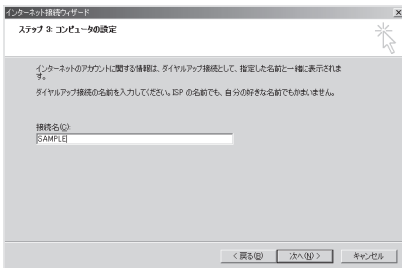 インターネット接続ウィザード
ステップ 3: コンピュータの設定
インターネットのアカウントに関する情報は、ダイヤルアップ接続として、指定した名前と一緒に表示されま
す。
ダイヤルアップ接続の名前を入力してください。ISP の名前でも、自分の好きな名前でもかまいません。
接続名(C):
SAMPLE
< 戻る(B)
次へ(N) >
キャンセル